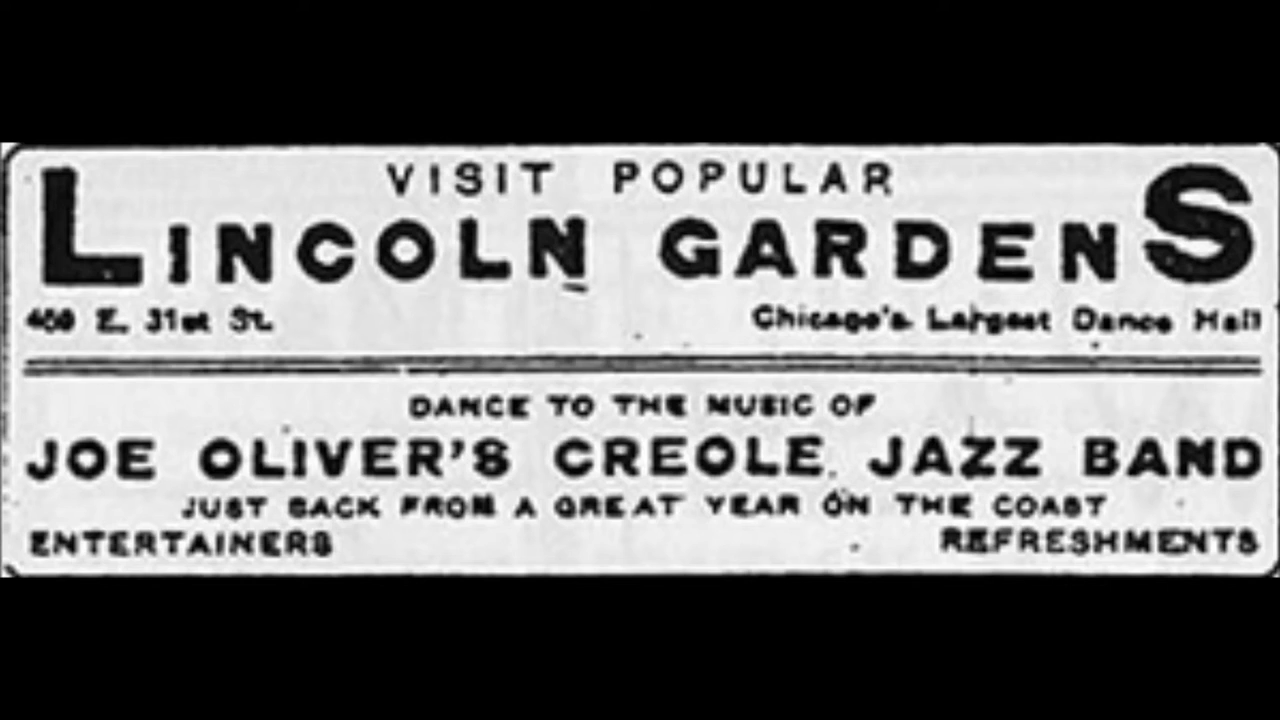 VISIT POPULAR
LINCOLN GARDENS
459 E. 31st St.
Chicago's Largest Dance Hall
DANCE TO THE MUSIC OF
JOE OLIVER'S CREOLE JAZZ BAND
JUST BACK FROM A GREAT YEAR ON THE COAST
ENTERTAINERS
REFRESHMENTS